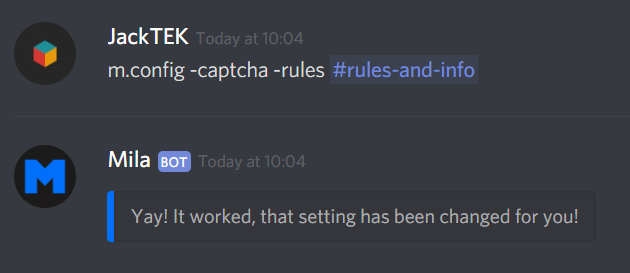 JackTEK Today at 10:04
m.config -captcha -rules #rules-and-info
M
Mila BOT Today at 10:04
Yay! It worked, that setting has been changed for you!